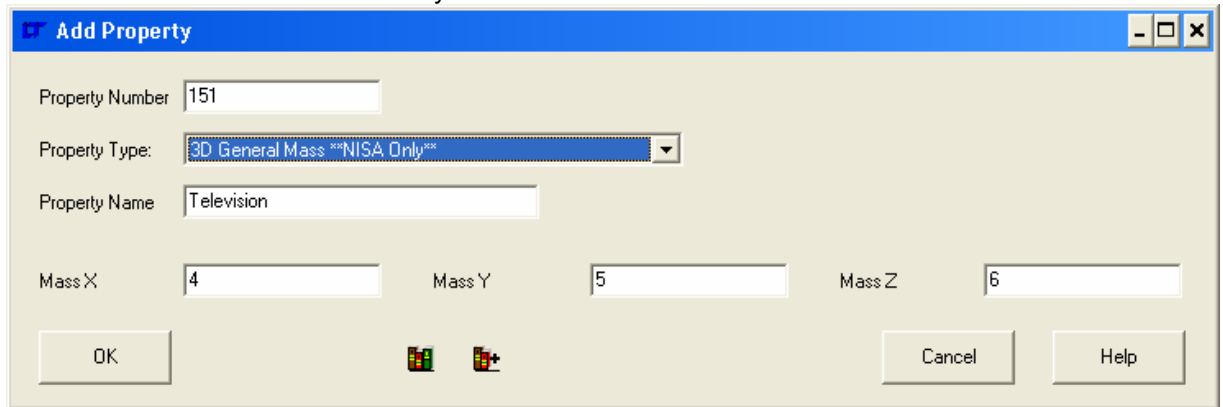 Add Property
Property Number 151
Property Type: 3D General Mass **NISA Only**
Property Name Television
Mass X 4 Mass Y 5 Mass Z 6
OK Cancel Help